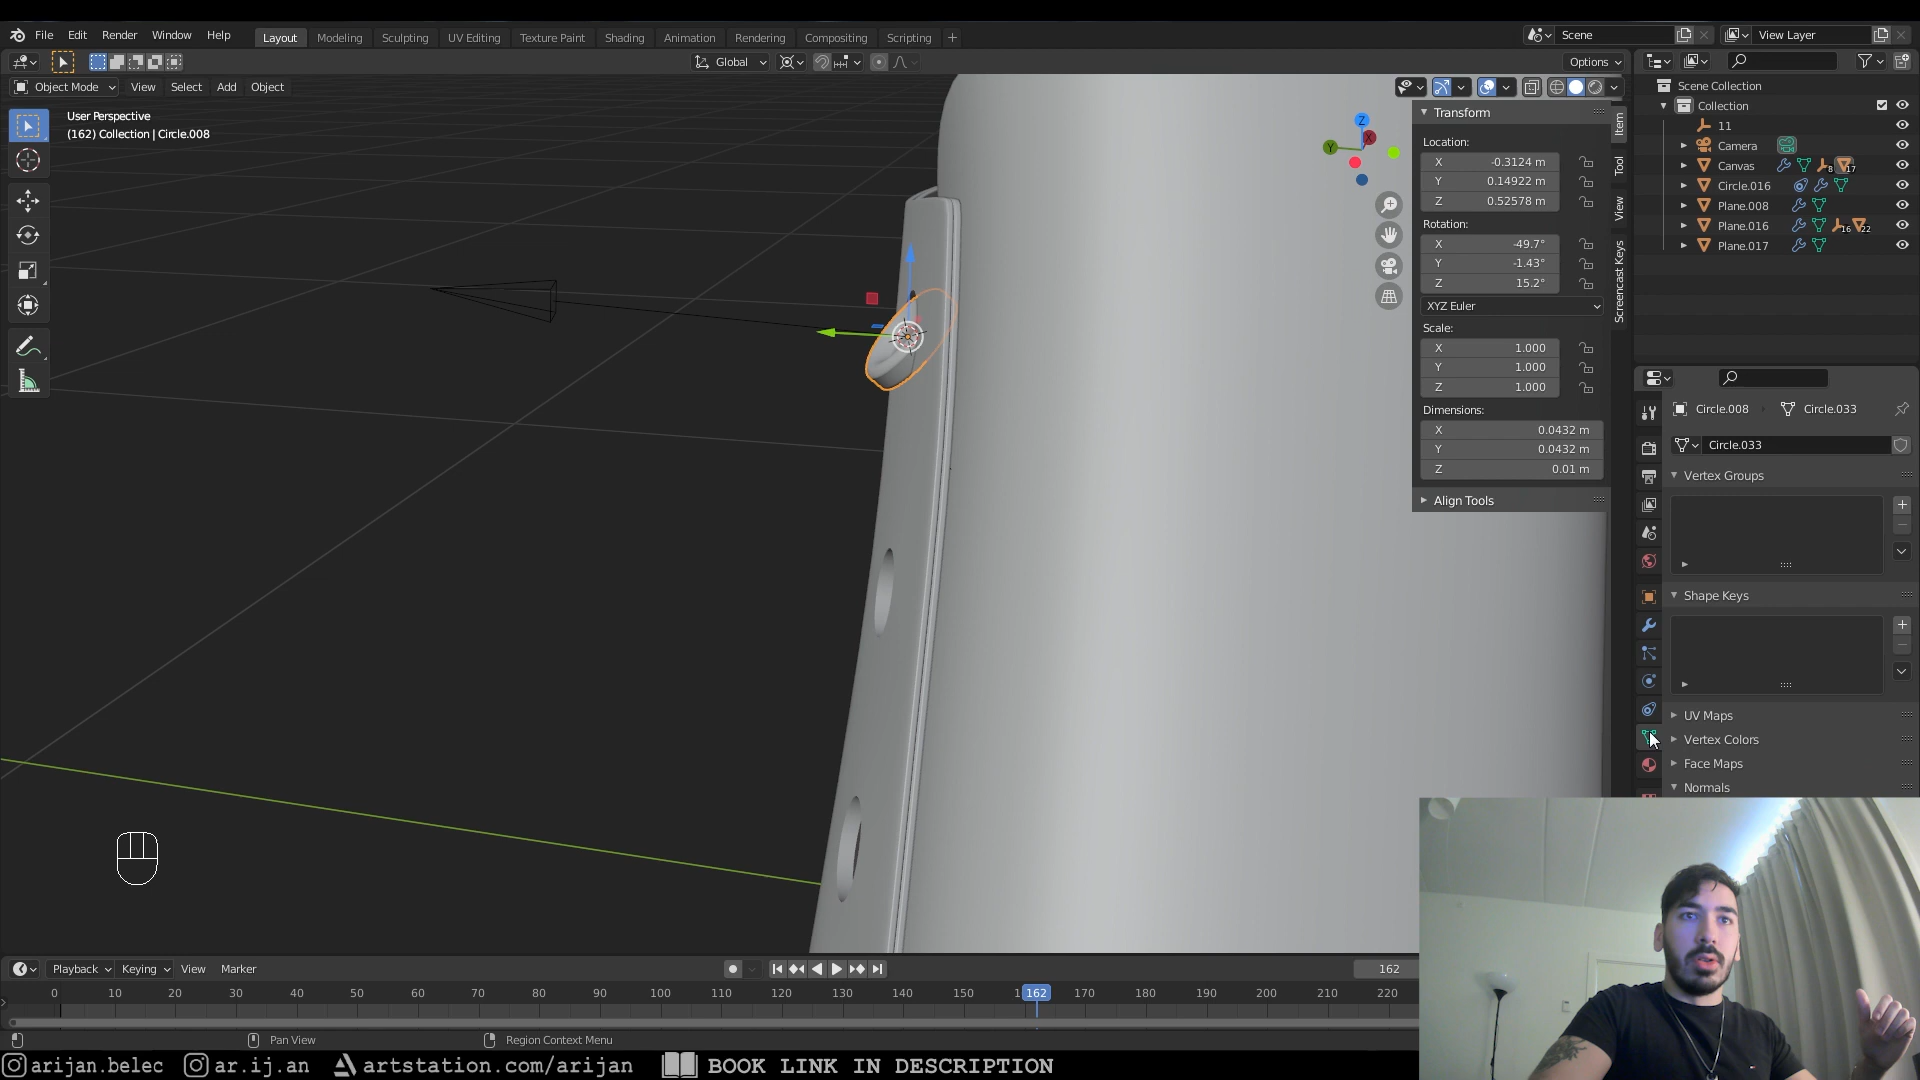 File Edit Render Window Help
Layout Modeling Sculpting UV Editing Texture Paint Shading Animation Rendering Compositing Scripting +
Scene
View Layer
Global
Options
Object Mode View Select Add Object
User Perspective
(162) Collection | Circle.008
Z
X
Y
Transform
Location:
X -0.3124 m
Y 0.14922 m
Z 0.52578 m
Rotation:
X -49.7°
Y -1.43°
Z 15.2°
XYZ Euler
Scale:
X 1.000
Y 1.000
Z 1.000
Dimensions:
X 0.0432 m
Y 0.0432 m
Z 0.01 m
Align Tools
Item
Tool
View
Screencast Keys
Scene Collection
Collection
11
Camera
Canvas 8 17
Circle.016
Plane.008
Plane.016 16 22
Plane.017
Circle.008 Circle.033
Circle.033
Vertex Groups
Shape Keys
UV Maps
Vertex Colors
Face Maps
Normals
Playback Keying View Marker
162
0 10 20 30 40 50 60 70 80 90 100 110 120 130 140 150 1 162 170 180 190 200 210 220
Pan View
Region Context Menu
arijan.belec ar.ij.an artstation.com/arijan BOOK LINK IN DESCRIPTION